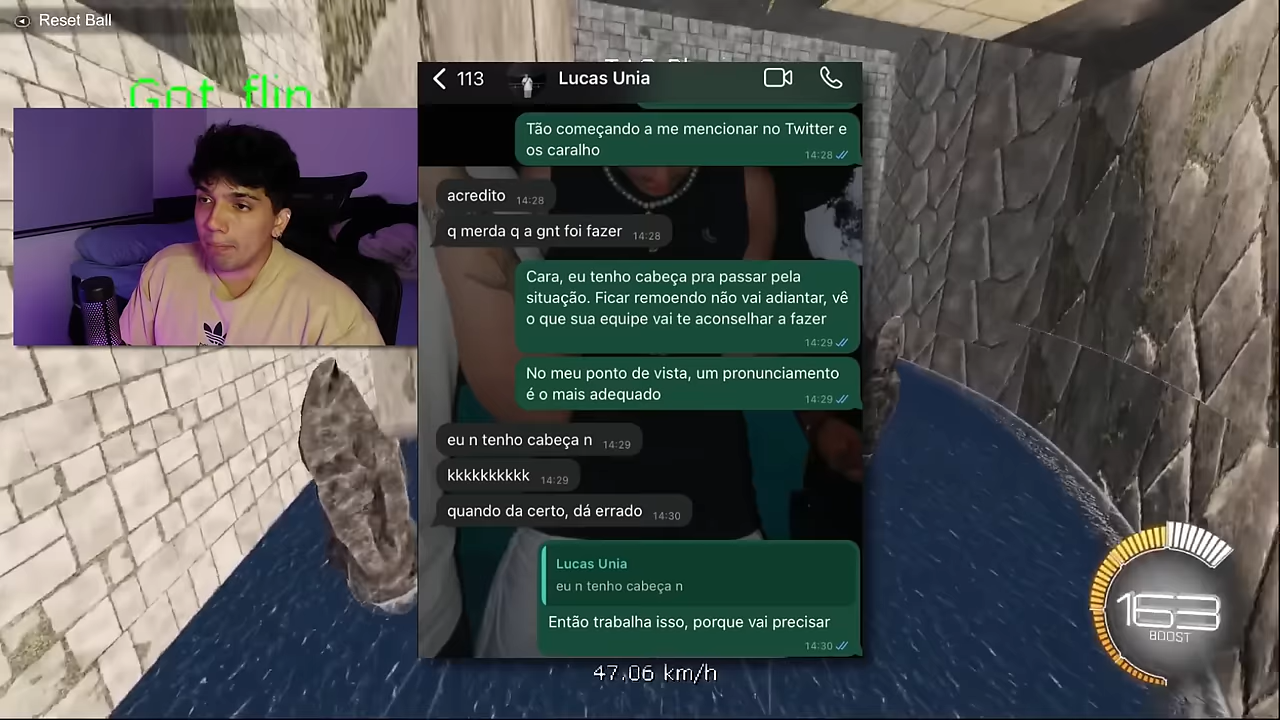 Reset Ball
Got flip
113
Lucas Unia
Tão começando a me mencionar no Twitter e
os caralho
14:28
acredito 14:28
q merda q a gnt foi fazer 14:28
Cara, eu tenho cabeça pra passar pela
situação. Ficar remoendo não vai adiantar, vê
o que sua equipe vai te aconselhar a fazer
14:29
No meu ponto de vista, um pronunciamento
é o mais adequado
14:29
eu n tenho cabeça n 14:29
kkkkkkkkkk 14:29
quando da certo, dá errado 14:30
Lucas Unia
eu n tenho cabeça n
Então trabalha isso, porque vai precisar
14:30
163
BOOST
47.06 km/h